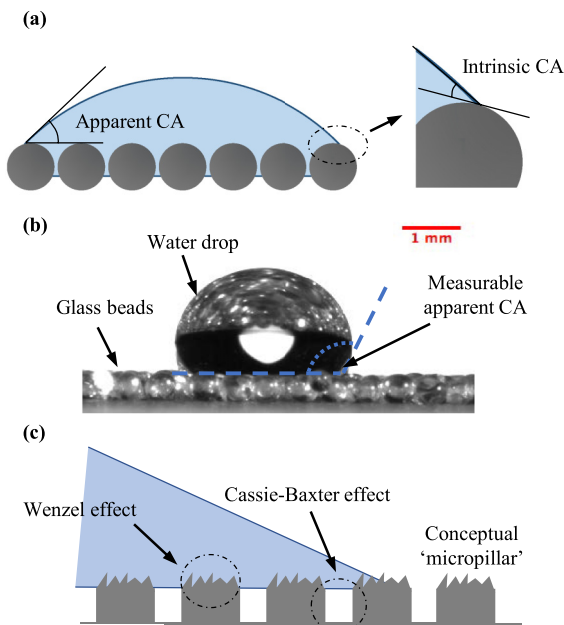 (a)
Intrinsic CA
Apparent CA
(b)
Water drop
1 mm
Measurable
apparent CA
Glass beads
(c)
Cassie-Baxter effect
Wenzel effect
Conceptual
‘micropillar’